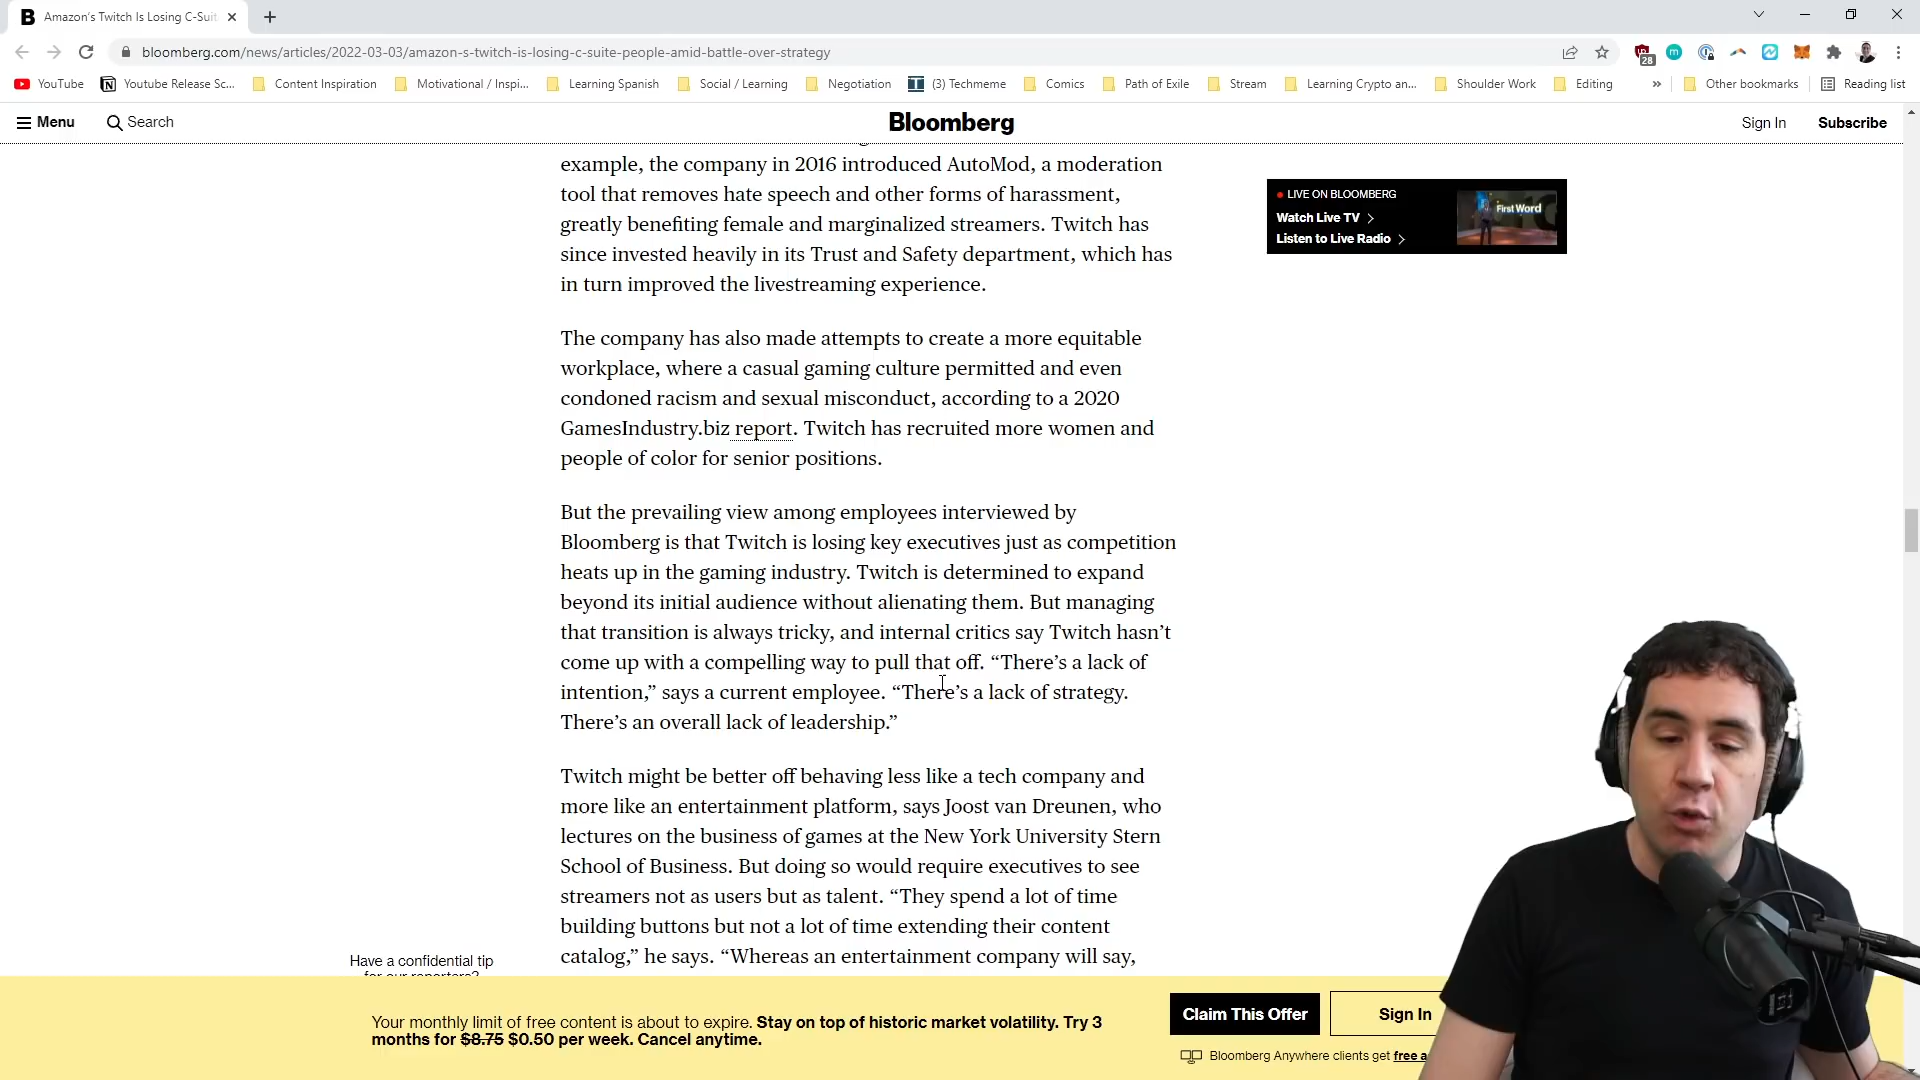 Amazon's Twitch Is Losing C-Suit
bloomberg.com/news/articles/2022-03-03/amazon-s-twitch-is-losing-c-suite-people-amid-battle-over-strategy
28
YouTube
Youtube Release Sc...
Content Inspiration
Motivational / Inspi...
Learning Spanish
Social / Learning
Negotiation
(3) Techmeme
Comics
Path of Exile
Stream
Learning Crypto an...
Shoulder Work
Editing
»
Other bookmarks
Reading list
Menu
Search
Bloomberg
Sign In
Subscribe
example, the company in 2016 introduced AutoMod, a moderation
tool that removes hate speech and other forms of harassment,
greatly benefiting female and marginalized streamers. Twitch has
since invested heavily in its Trust and Safety department, which has
in turn improved the livestreaming experience.
The company has also made attempts to create a more equitable
workplace, where a casual gaming culture permitted and even
condoned racism and sexual misconduct, according to a 2020
GamesIndustry.biz report. Twitch has recruited more women and
people of color for senior positions.
But the prevailing view among employees interviewed by
Bloomberg is that Twitch is losing key executives just as competition
heats up in the gaming industry. Twitch is determined to expand
beyond its initial audience without alienating them. But managing
that transition is always tricky, and internal critics say Twitch hasn’t
come up with a compelling way to pull that off. “There’s a lack of
intention,” says a current employee. “There’s a lack of strategy.
There’s an overall lack of leadership.”
Twitch might be better off behaving less like a tech company and
more like an entertainment platform, says Joost van Dreunen, who
lectures on the business of games at the New York University Stern
School of Business. But doing so would require executives to see
streamers not as users but as talent. “They spend a lot of time
building buttons but not a lot of time extending their content
catalog,” he says. “Whereas an entertainment company will say,
LIVE ON BLOOMBERG
Watch Live TV
Listen to Live Radio
First Word
Have a confidential tip
for our reporters?
Your monthly limit of free content is about to expire. Stay on top of historic market volatility. Try 3
months for $8.75 $0.50 per week. Cancel anytime.
Claim This Offer
Sign In
Bloomberg Anywhere clients get free a